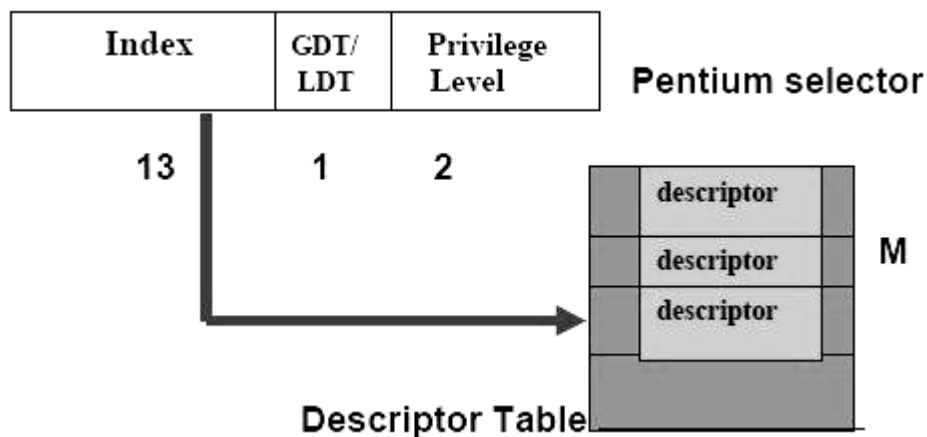 Index
GDT/
LDT
Privilege
Level
Pentium selector
13
1
2
descriptor
descriptor
descriptor
M
Descriptor Table